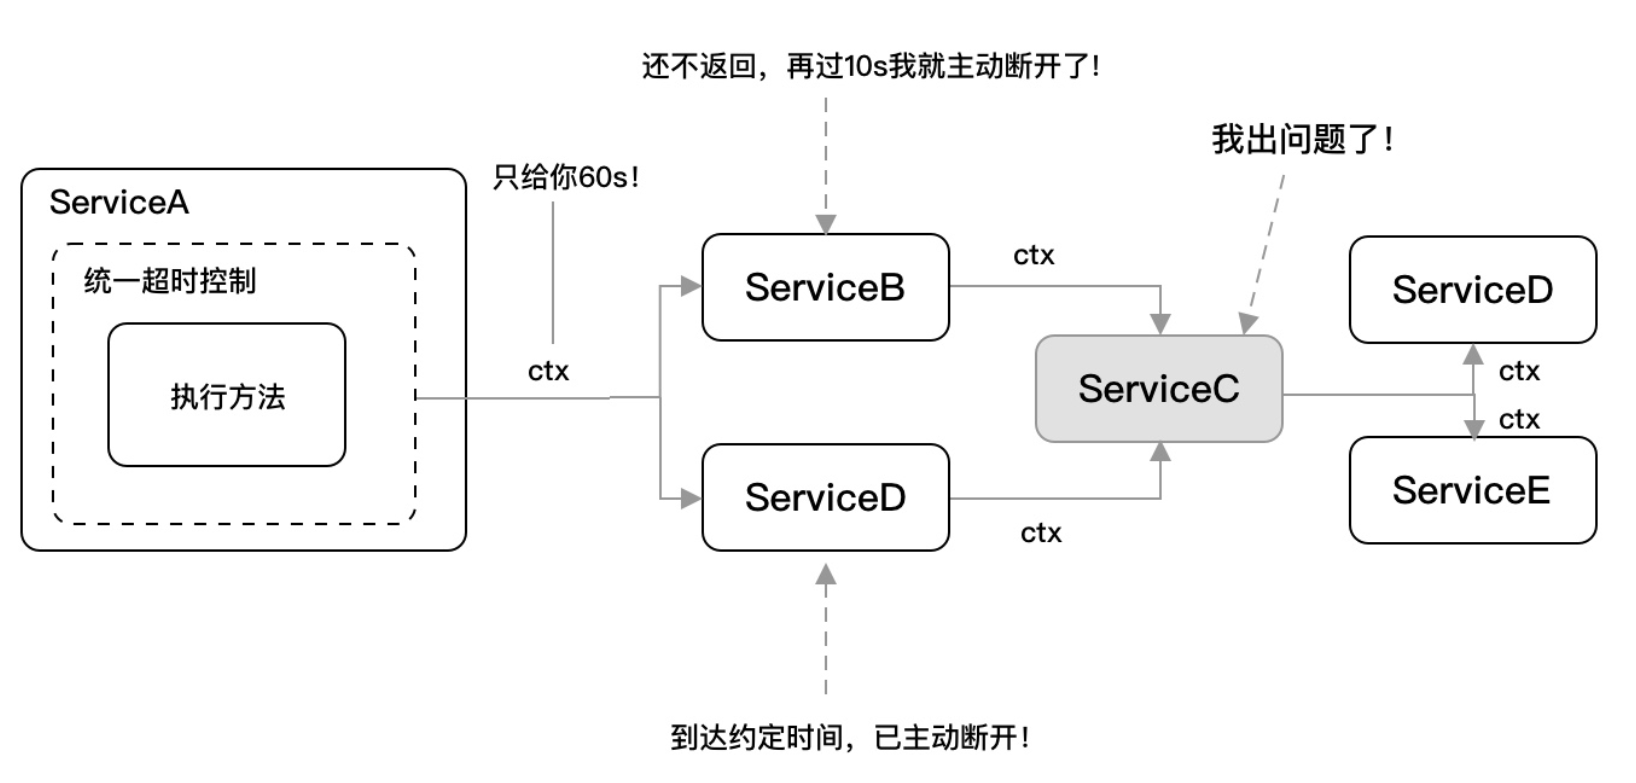 还不返回，再过10s我就主动断开了！
我出问题了！
只给你60s！
ServiceA
统一超时控制
执行方法
ctx
ServiceB
ctx
ServiceC
ServiceD
ctx
ctx
ServiceE
ServiceD
ctx
到达约定时间，已主动断开！